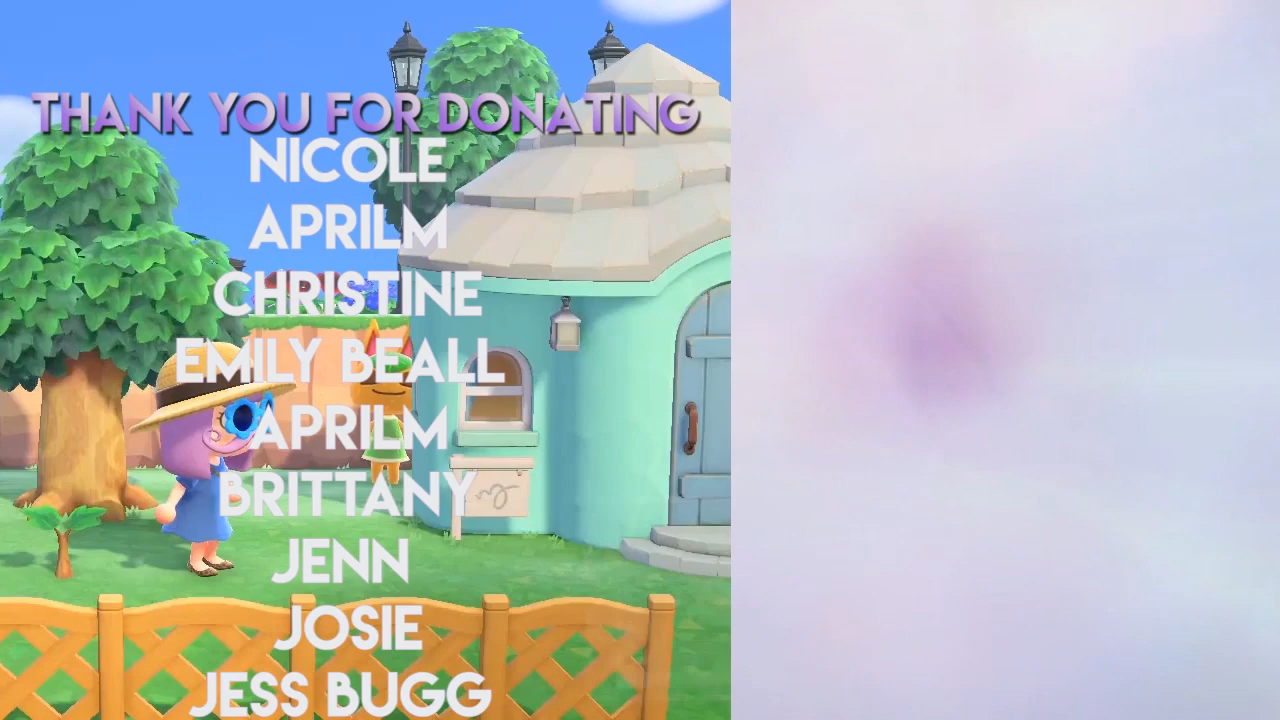 THANK YOU FOR DONATING
NICOLE
APRILM
CHRISTINE
EMILY BEALL
APRILM
BRITTANY
JENN
JOSIE
JESS BUGG